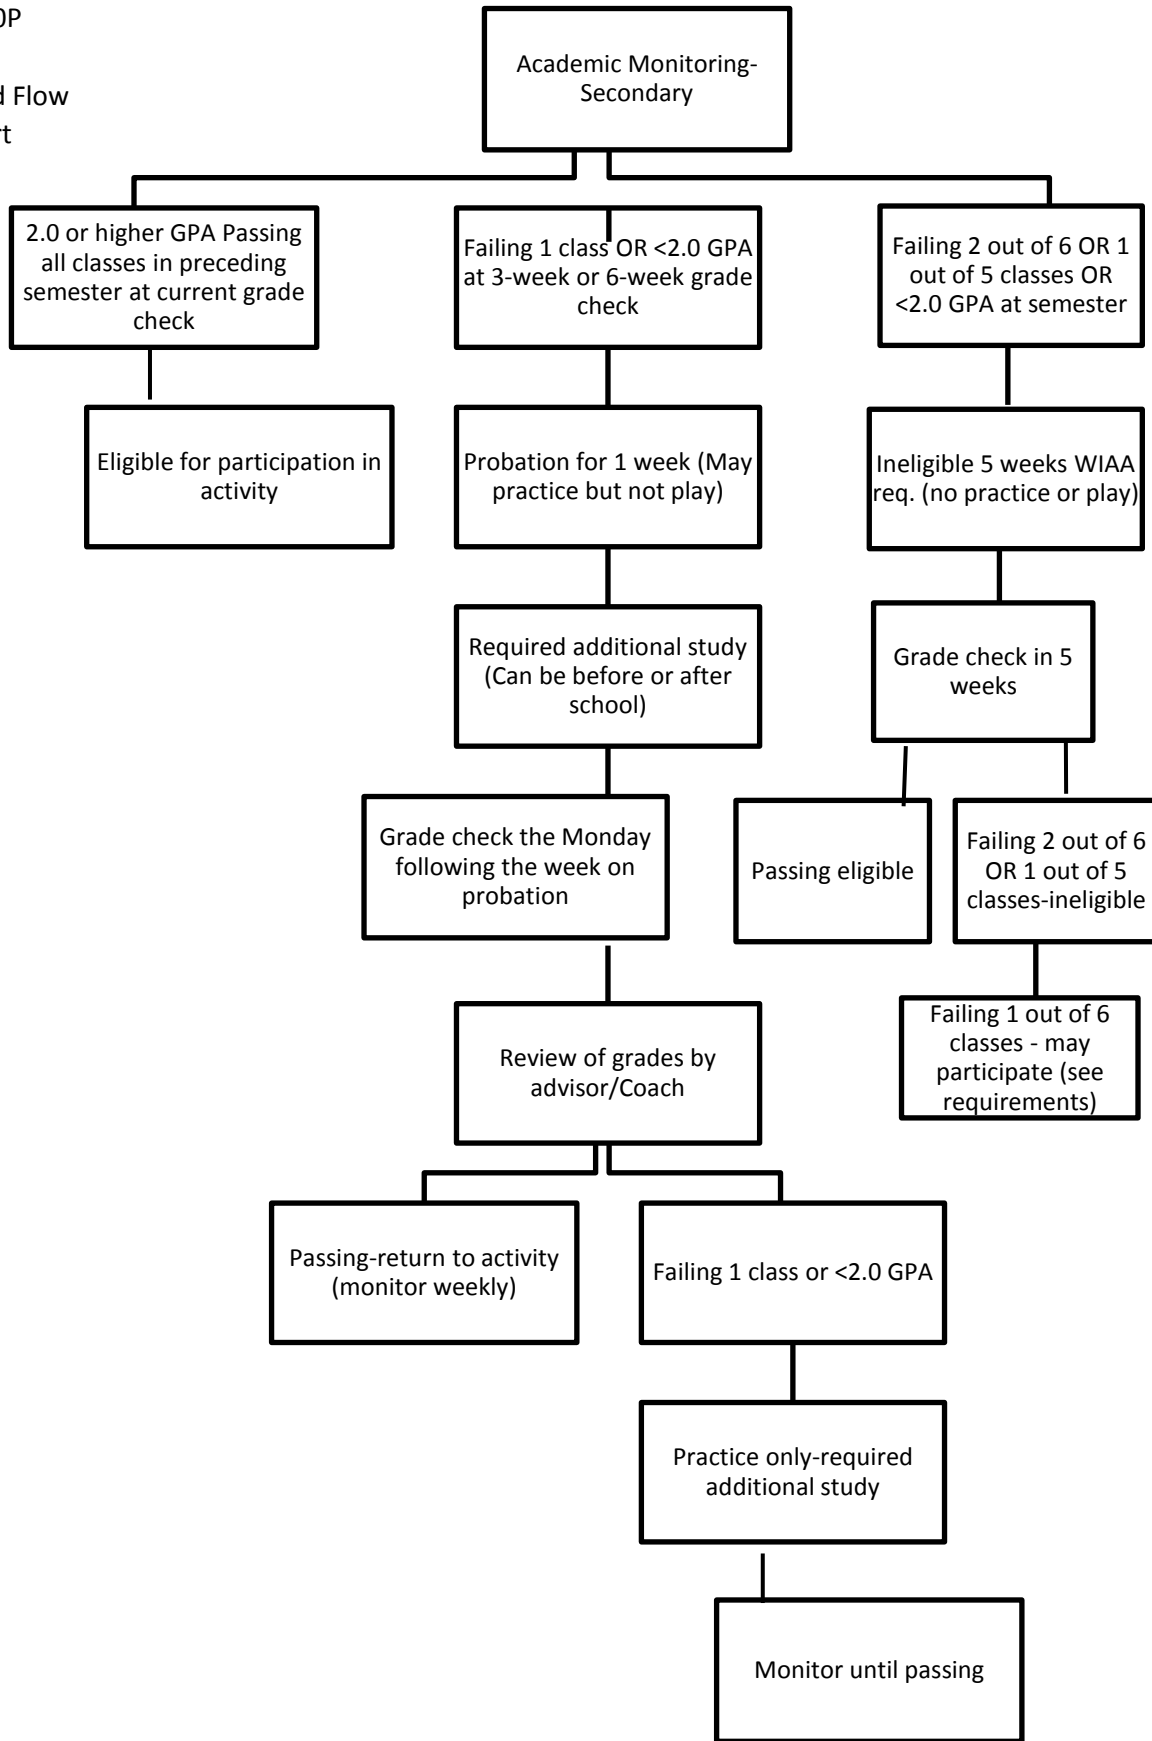 0P
d Flow
rt
Academic Monitoring-
Secondary
2.0 or higher GPA Passing
all classes in preceding
semester at current grade
check
Failing 1 class OR <2.0 GPA
at 3-week or 6-week grade
check
Failing 2 out of 6 OR 1
out of 5 classes OR
<2.0 GPA at semester
Eligible for participation in
activity
Probation for 1 week (May
practice but not play)
Ineligible 5 weeks WIAA
req. (no practice or play)
Required additional study
(Can be before or after
school)
Grade check in 5
weeks
Grade check the Monday
following the week on
probation
Passing eligible
Failing 2 out of 6
OR 1 out of 5
classes-ineligible
Review of grades by
advisor/Coach
Failing 1 out of 6
classes - may
participate (see
requirements)
Passing-return to activity
(monitor weekly)
Failing 1 class or <2.0 GPA
Practice only-required
additional study
Monitor until passing